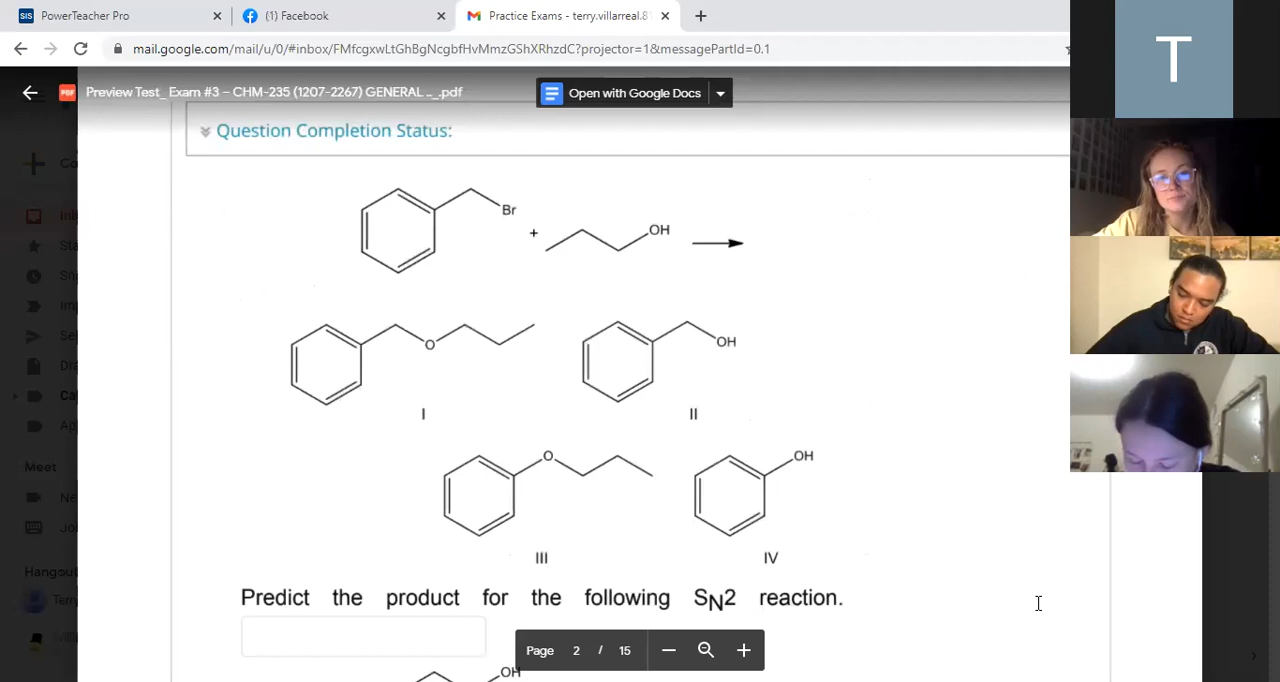 PowerTeacher Pro
(1) Facebook
Practice Exams - terry.villarreal.8
mail.google.com/mail/u/0/#inbox/FMfcgxwLtGhBgNcgbfHvMmzGShXRhzdC?projector=1&messagePartId=0.1
T
PDF
Preview Test_ Exam #3 – CHM-235 (1207-2267) GENERAL .._.pdf
Open with Google Docs
Question Completion Status:
Br
+
OH
O
OH
I
II
O
OH
III
IV
Meet
Predict the product for the following SN2 reaction.
Page 2 / 15
OH